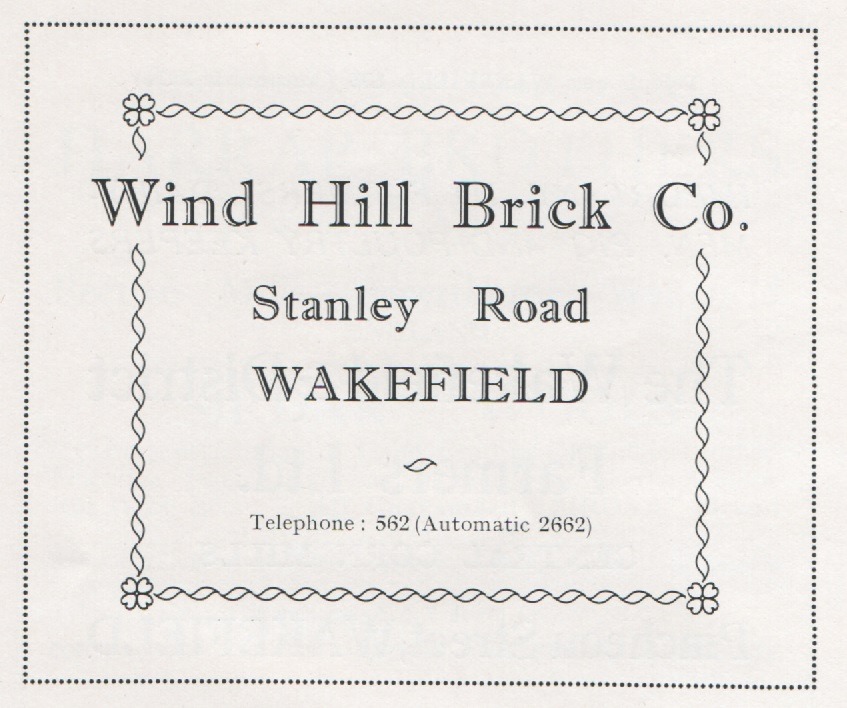 Wind Hill Brick Co.
Stanley Road
WAKEFIELD
Telephone: 562 (Automatic 2662)